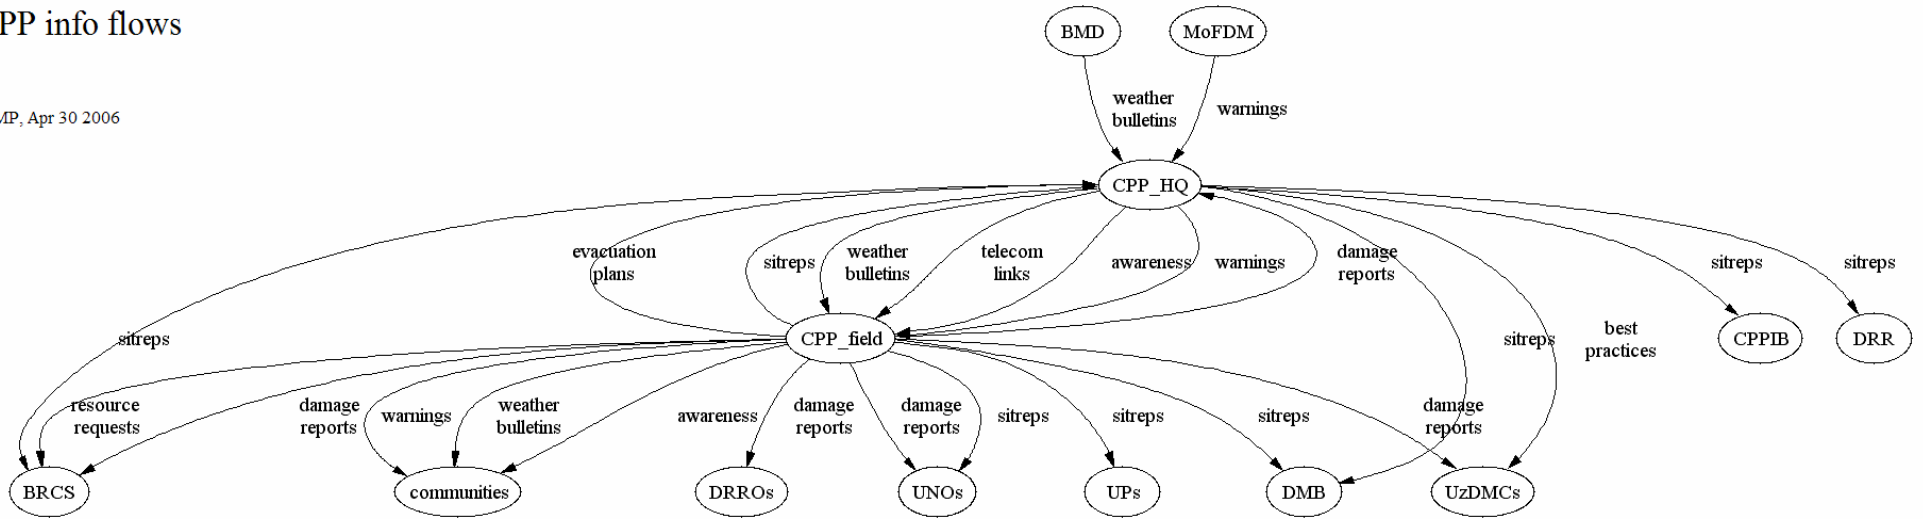 PP info flows
BMD
MoFDM
weather
bulletins
warnings
MP, Apr 30 2006
CPP_HQ
evacuation
plans
sitreps
weather
bulletins
telecom
links
awareness
warnings
damage
reports
sitreps
sitreps
sitreps
CPP_field
sitreps
best
practices
CPPIB
DRR
resource
requests
damage
reports
warnings
weather
bulletins
awareness
damage
reports
damage
reports
sitreps
sitreps
sitreps
damage
reports
BRCS
communities
DRROs
UNOs
UPs
DMB
UzDMCs